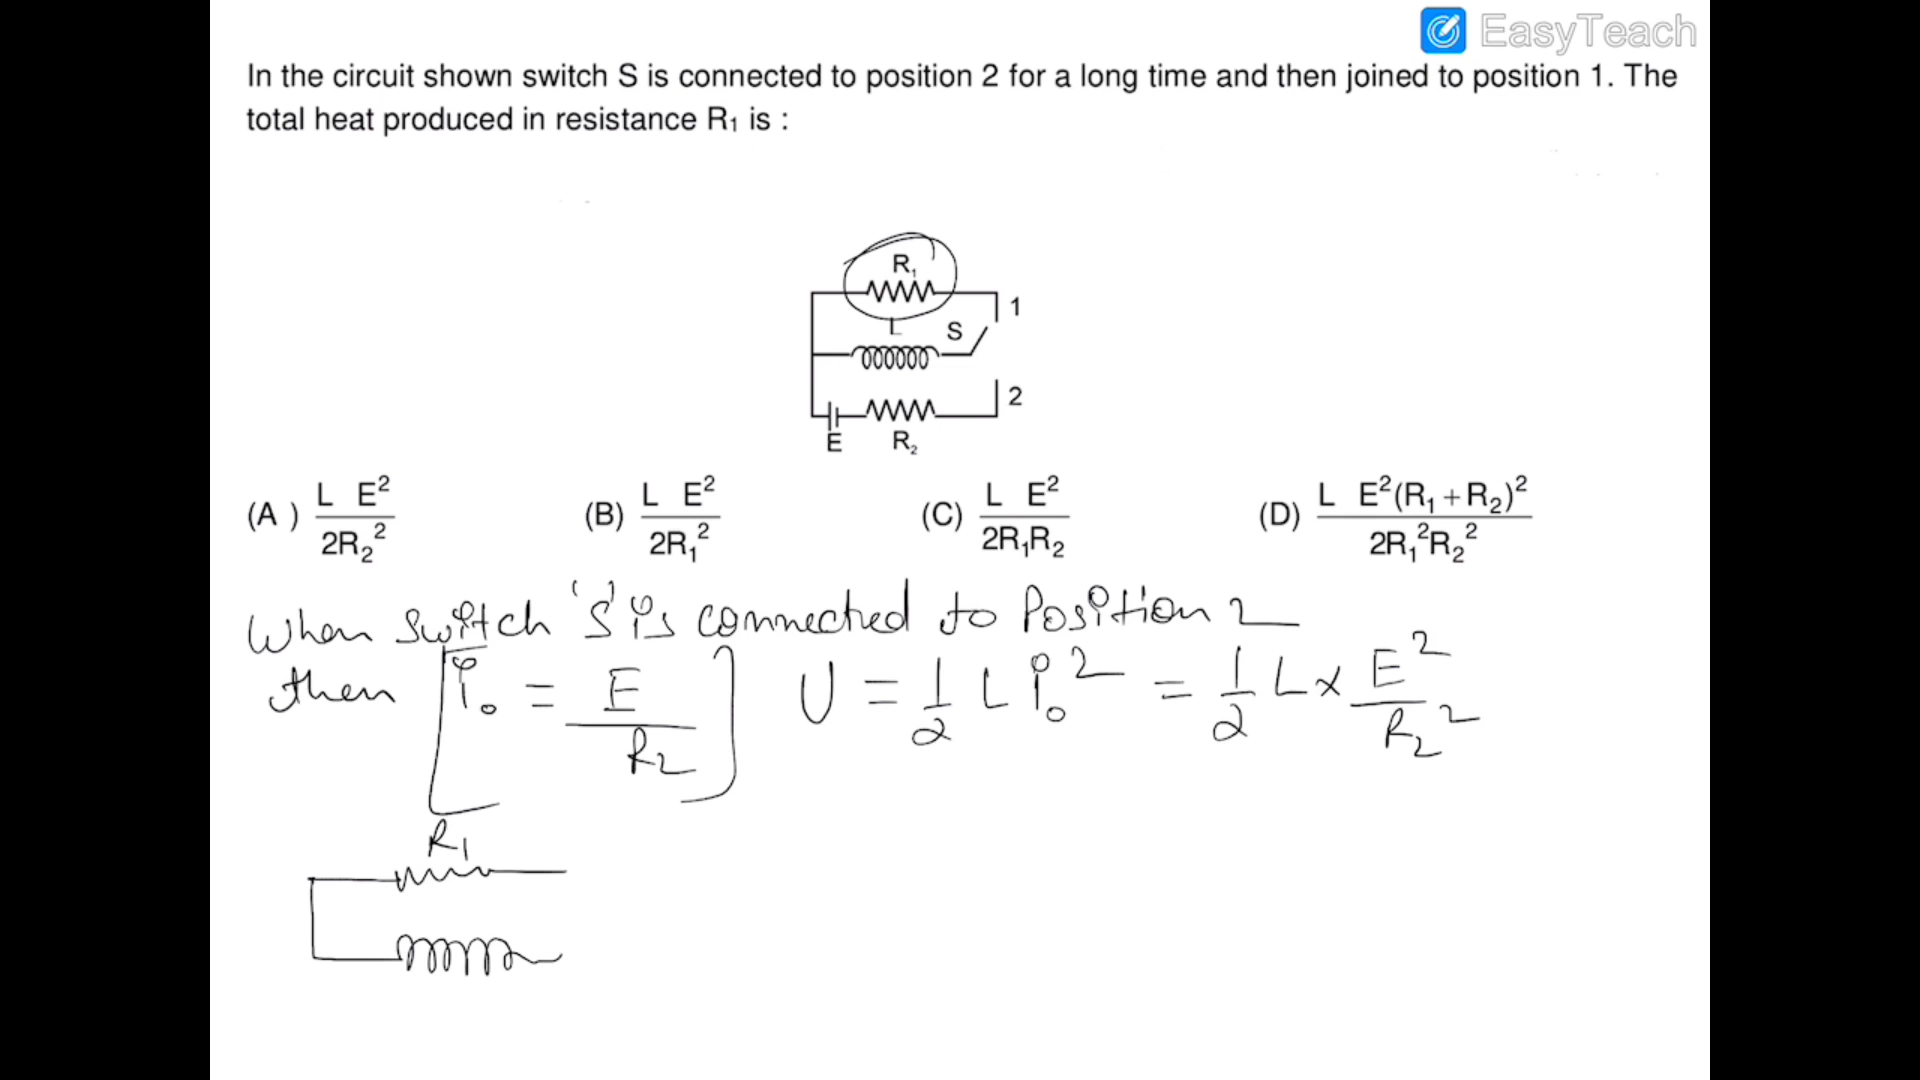 EasyTeach
In the circuit shown switch S is connected to position 2 for a long time and then joined to position 1. The
total heat produced in resistance R₁ is :
R₁
1
L S
2
E R₂
(A ) L E² / 2R₂² (B) L E² / 2R₁² (C) L E² / 2R₁R₂ (D) L E²(R₁+R₂)² / 2R₁²R₂²
When switch 'S' is connected to Position 2
then [i₀ = E / R₂] U = 1/2 L i₀² = 1/2 L × E² / R₂²
R₁